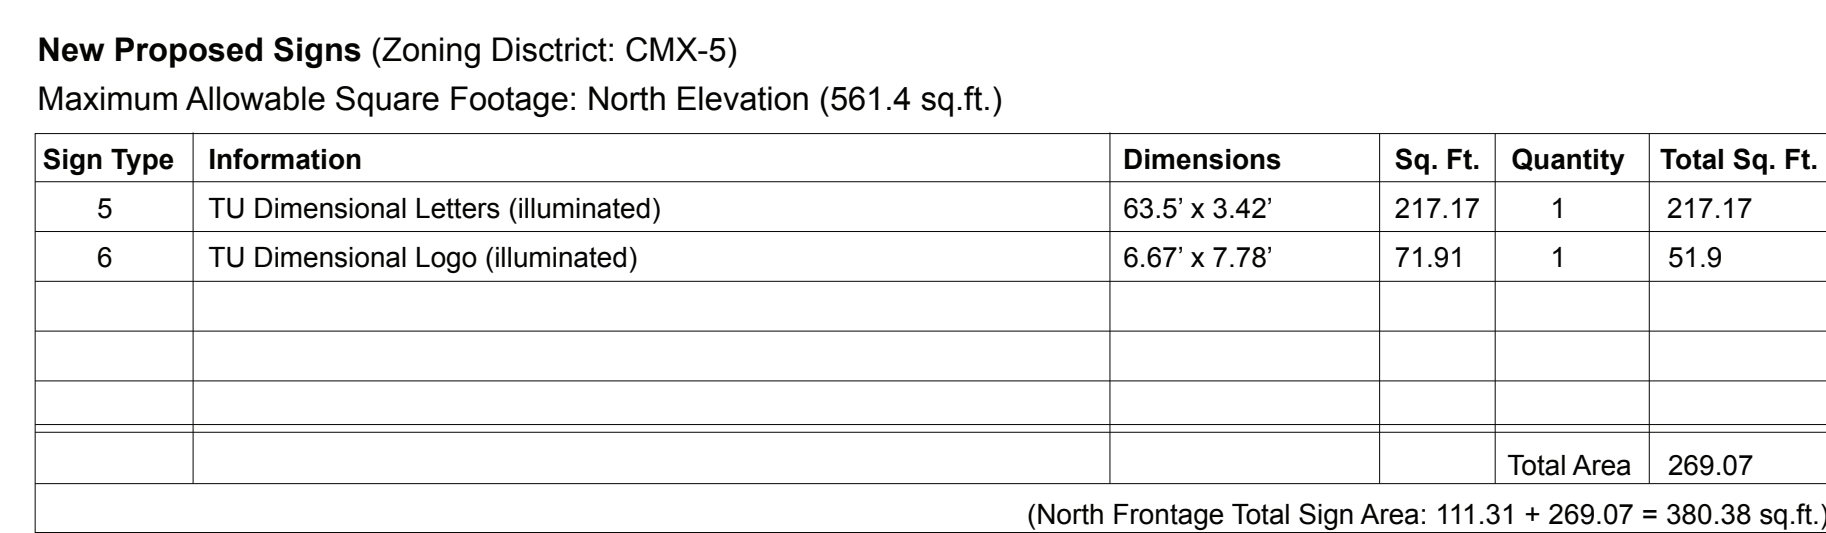 New Proposed Signs (Zoning Disctrict: CMX-5)
Maximum Allowable Square Footage: North Elevation (561.4 sq.ft.)
Sign Type Information Dimensions Sq. Ft. Quantity Total Sq. Ft.
5 TU Dimensional Letters (illuminated) 63.5’ x 3.42’ 217.17 1 217.17
6 TU Dimensional Logo (illuminated) 6.67’ x 7.78’ 71.91 1 51.9
Total Area 269.07
(North Frontage Total Sign Area: 111.31 + 269.07 = 380.38 sq.ft.)